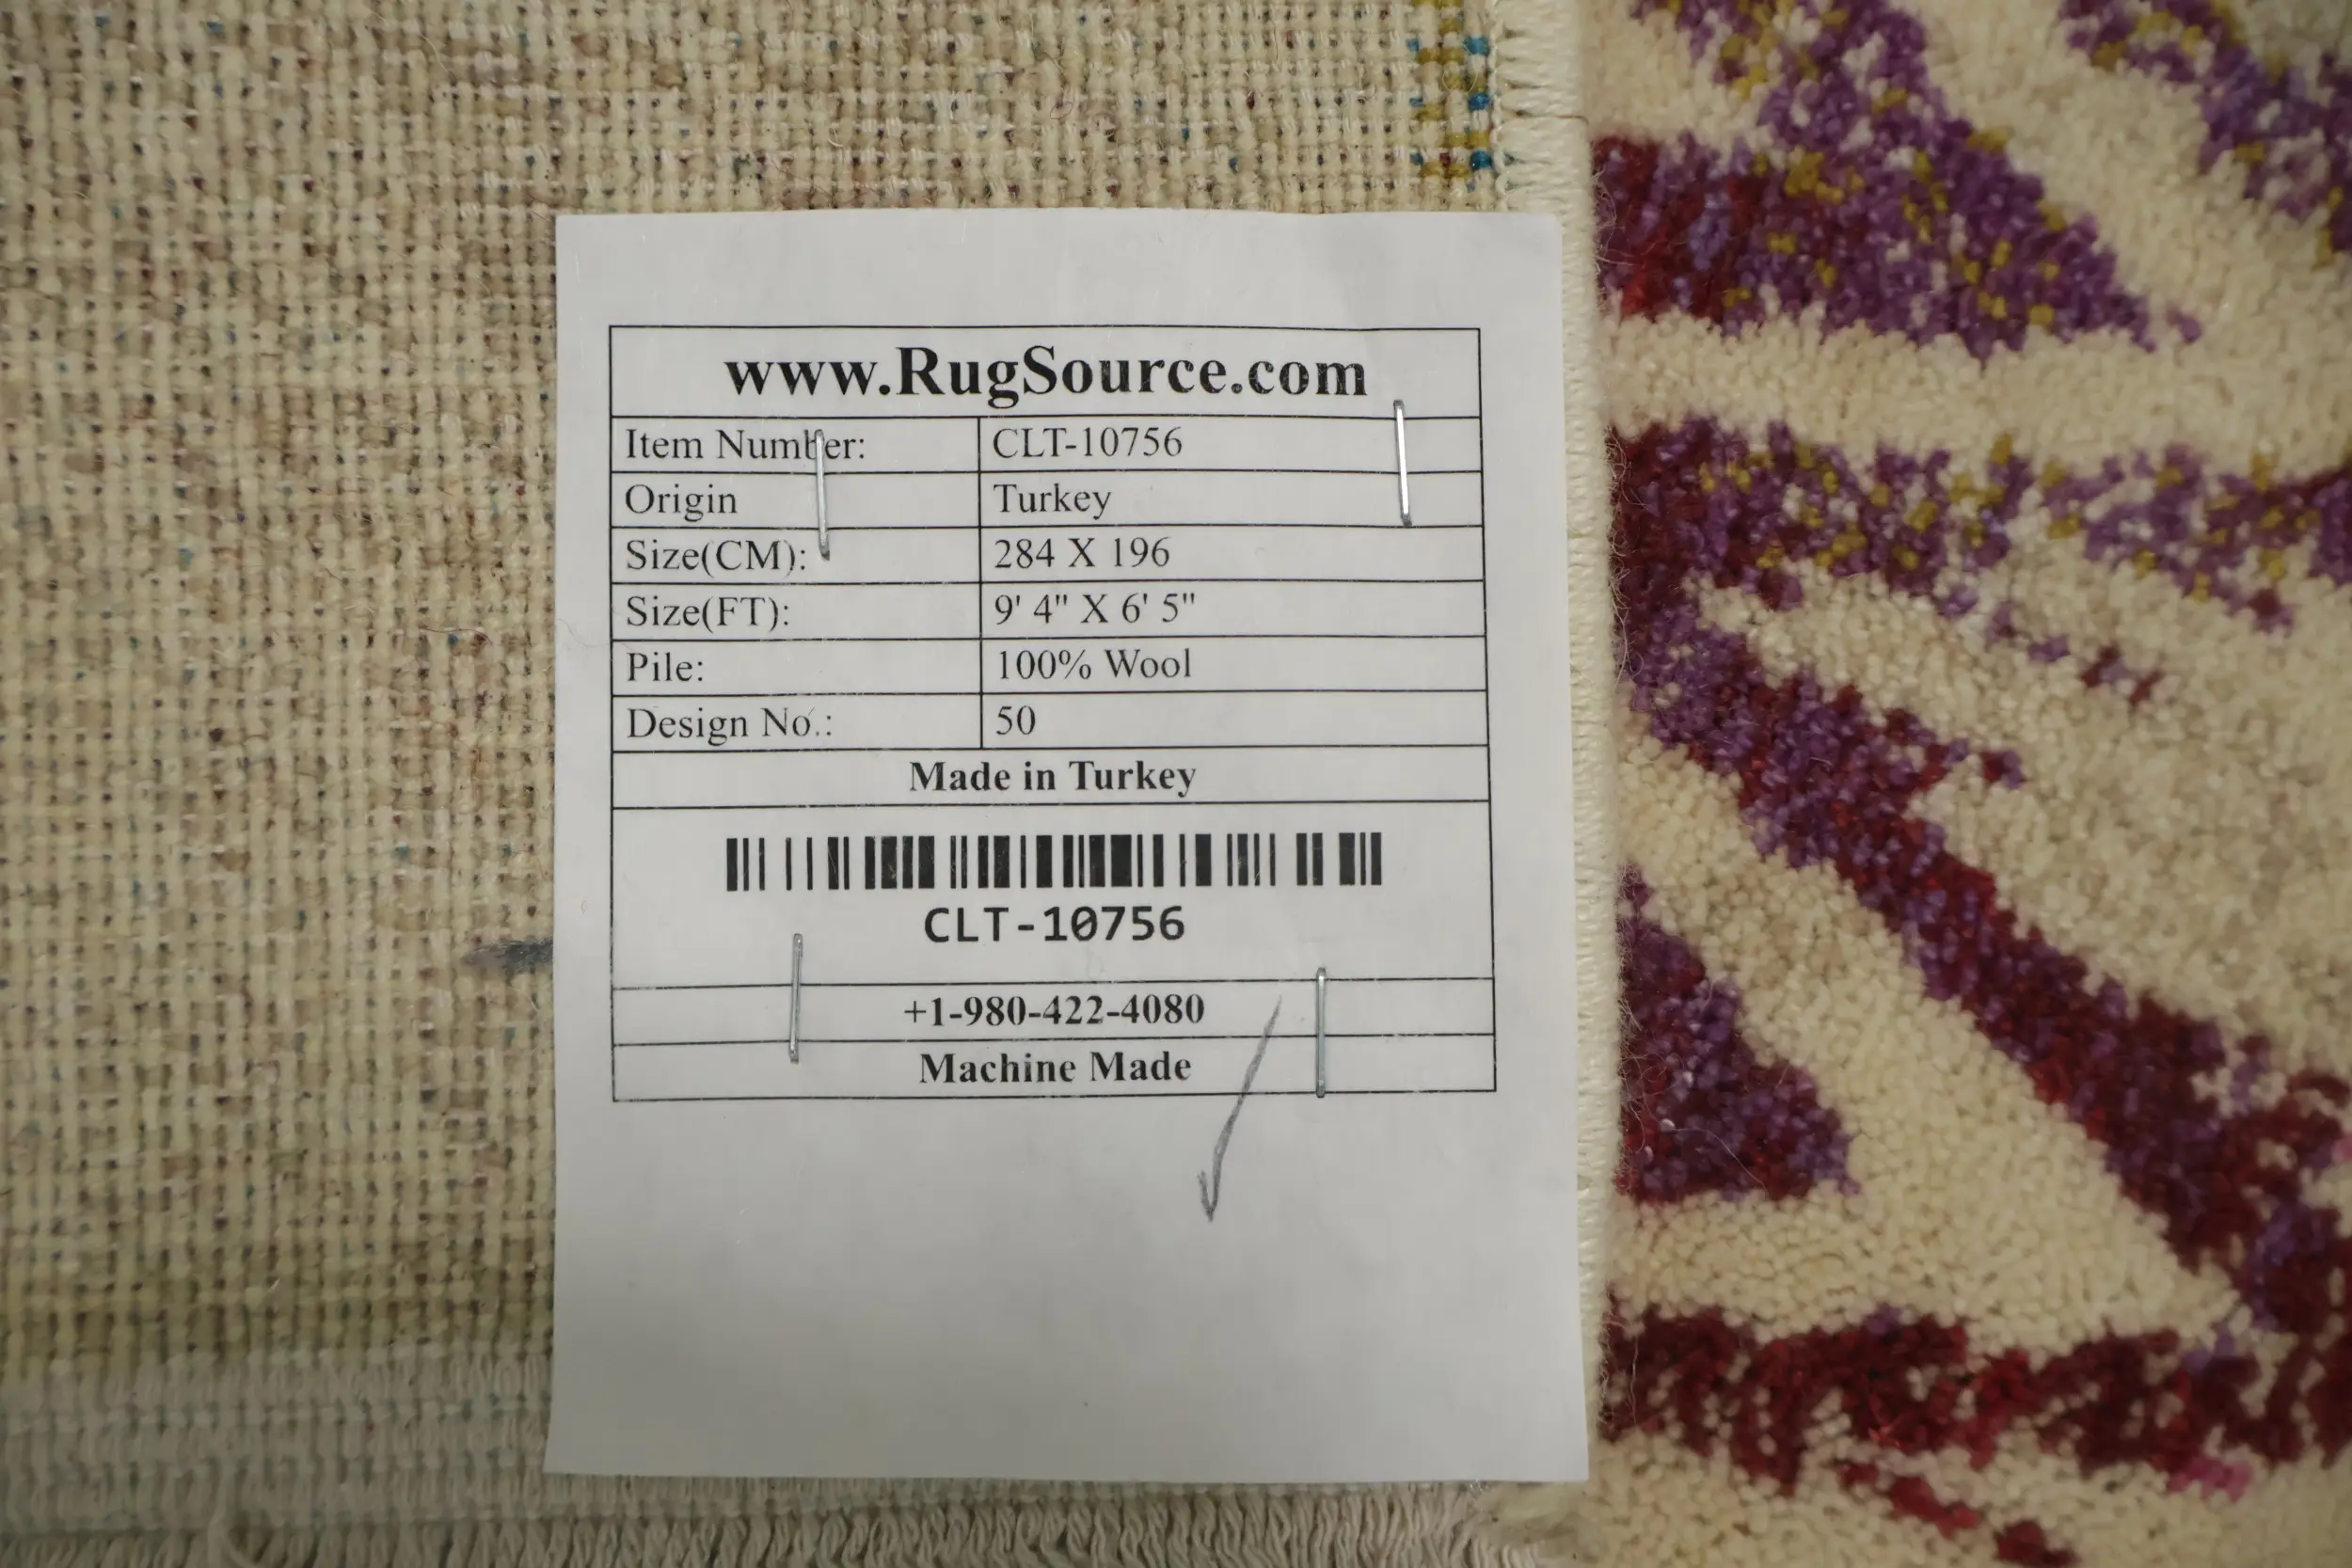 www.RugSource.com
Item Number: CLT-10756
Origin Turkey
Size(CM): 284 X 196
Size(FT): 9' 4" X 6' 5"
Pile: 100% Wool
Design No.: 50
Made in Turkey
CLT-10756
+1-980-422-4080
Machine Made